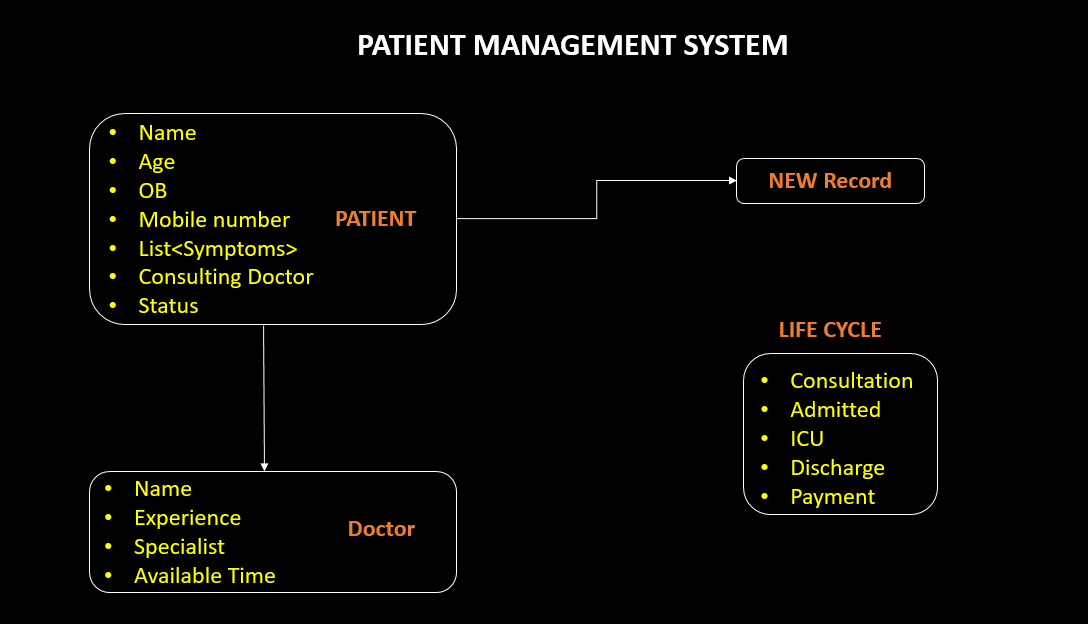 PATIENT MANAGEMENT SYSTEM
• Name
• Age
• OB
• Mobile number
• List<Symptoms>
• Consulting Doctor
• Status
PATIENT
NEW Record
LIFE CYCLE
• Consultation
• Admitted
• ICU
• Discharge
• Payment
• Name
• Experience
• Specialist
• Available Time
Doctor